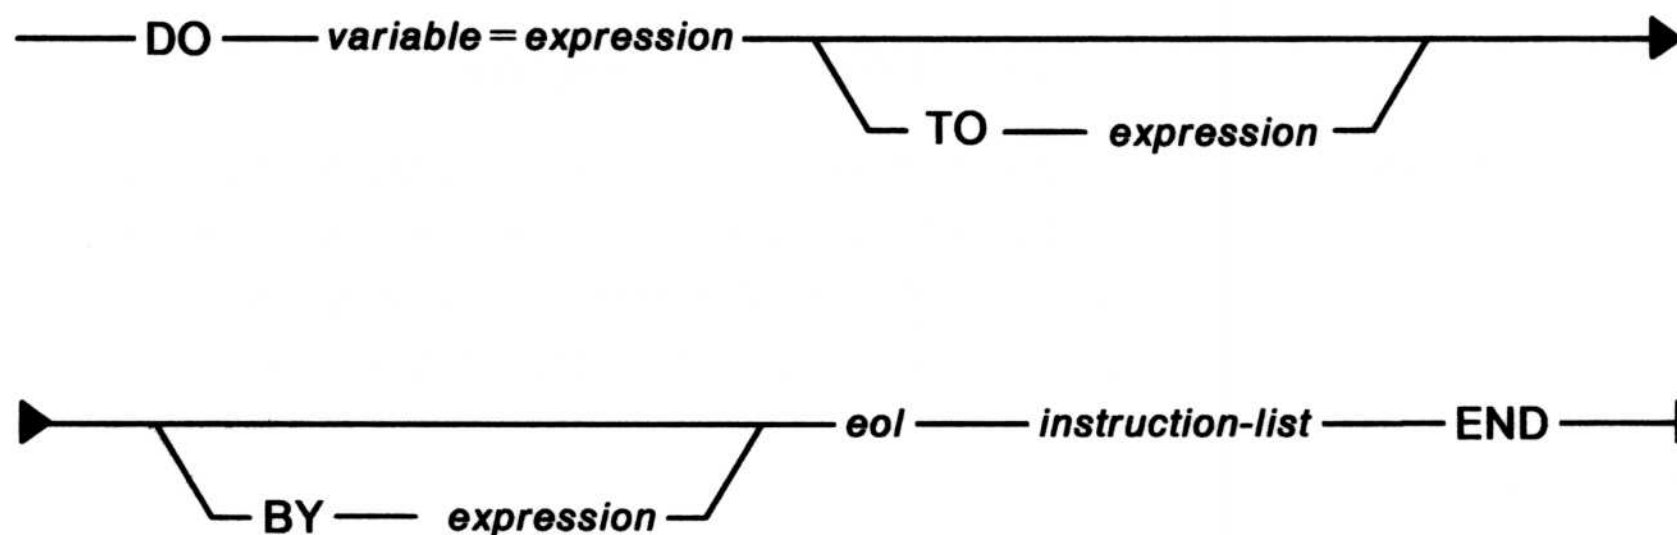 DO variable = expression
TO expression
eol instruction-list END
BY expression